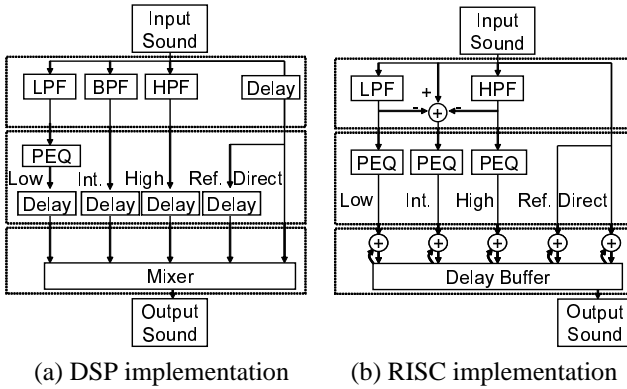 Input
Sound
LPF
BPF
HPF
Delay
PEQ
Low
Int.
High
Ref.
Direct
Delay
Delay
Delay
Delay
Mixer
Output
Sound
(a) DSP implementation
Input
Sound
LPF
HPF
+
-
-
+
PEQ
PEQ
PEQ
Low
Int.
High
Ref.
Direct
+
+
+
+
+
Delay Buffer
Output
Sound
(b) RISC implementation